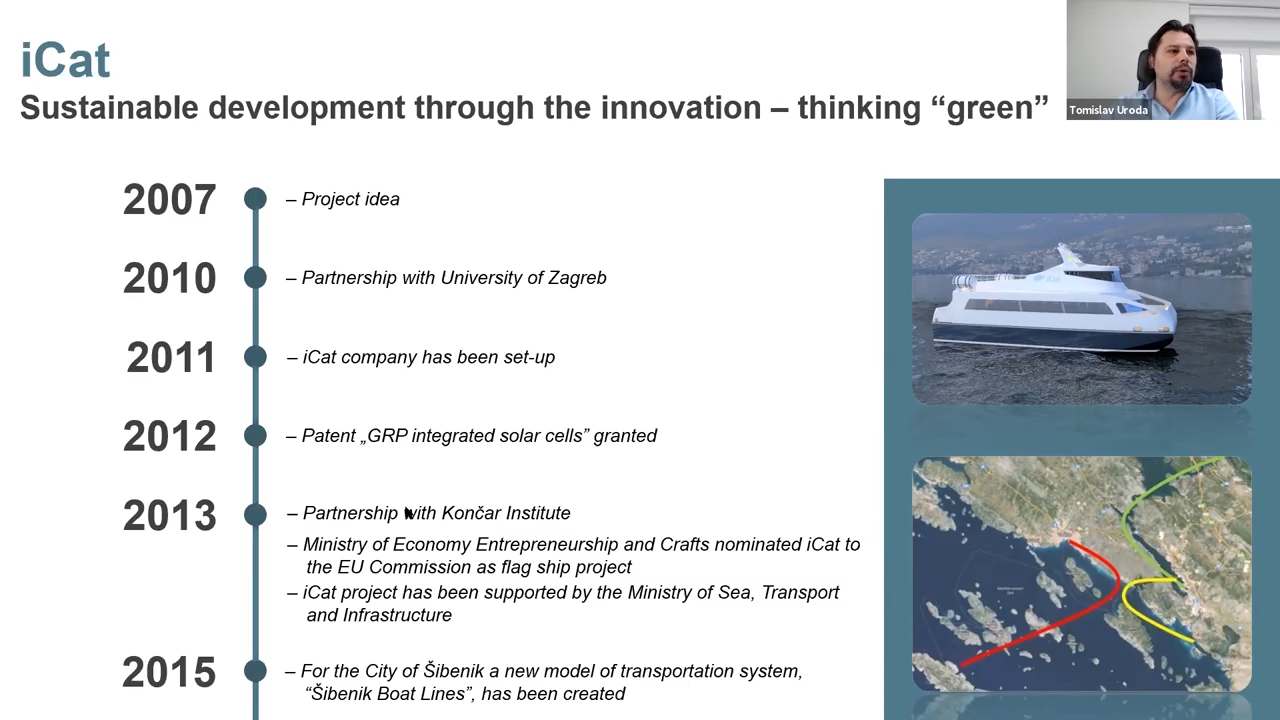 iCat
Sustainable development through the innovation – thinking “green”
Tomislav Uroda
2007
– Project idea
2010
– Partnership with University of Zagreb
2011
– iCat company has been set-up
2012
– Patent „GRP integrated solar cells” granted
2013
– Partnership with Končar Institute
– Ministry of Economy Entrepreneurship and Crafts nominated iCat to
the EU Commission as flag ship project
– iCat project has been supported by the Ministry of Sea, Transport
and Infrastructure
2015
– For the City of Šibenik a new model of transportation system,
“Šibenik Boat Lines”, has been created